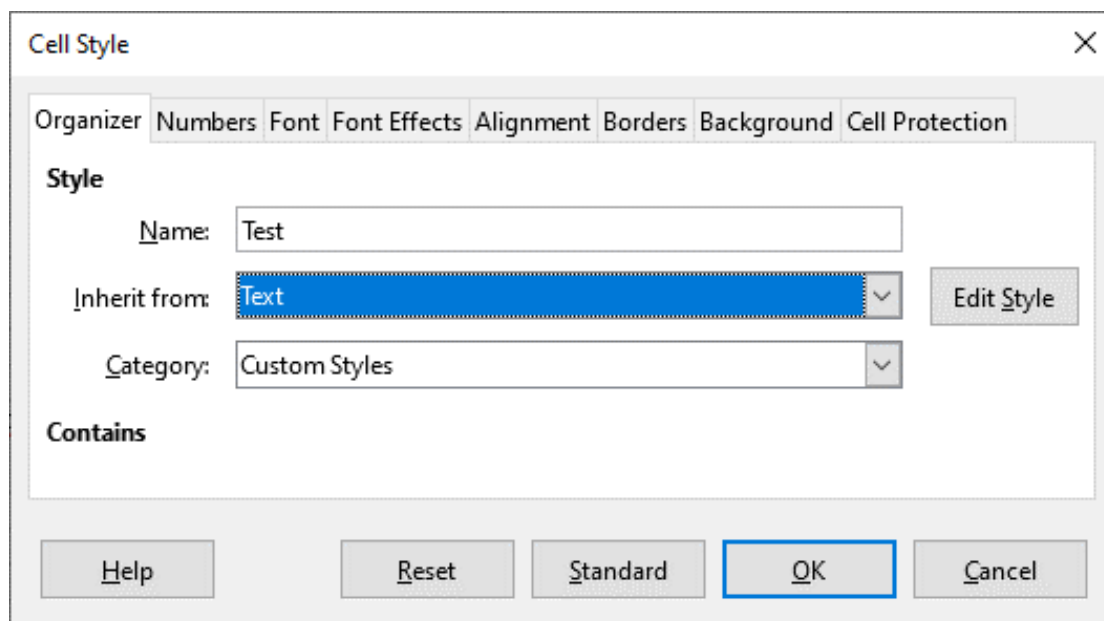 Cell Style
Organizer Numbers Font Font Effects Alignment Borders Background Cell Protection
Style
Name: Test
Inherit from: Text Edit Style
Category: Custom Styles
Contains
Help Reset Standard OK Cancel